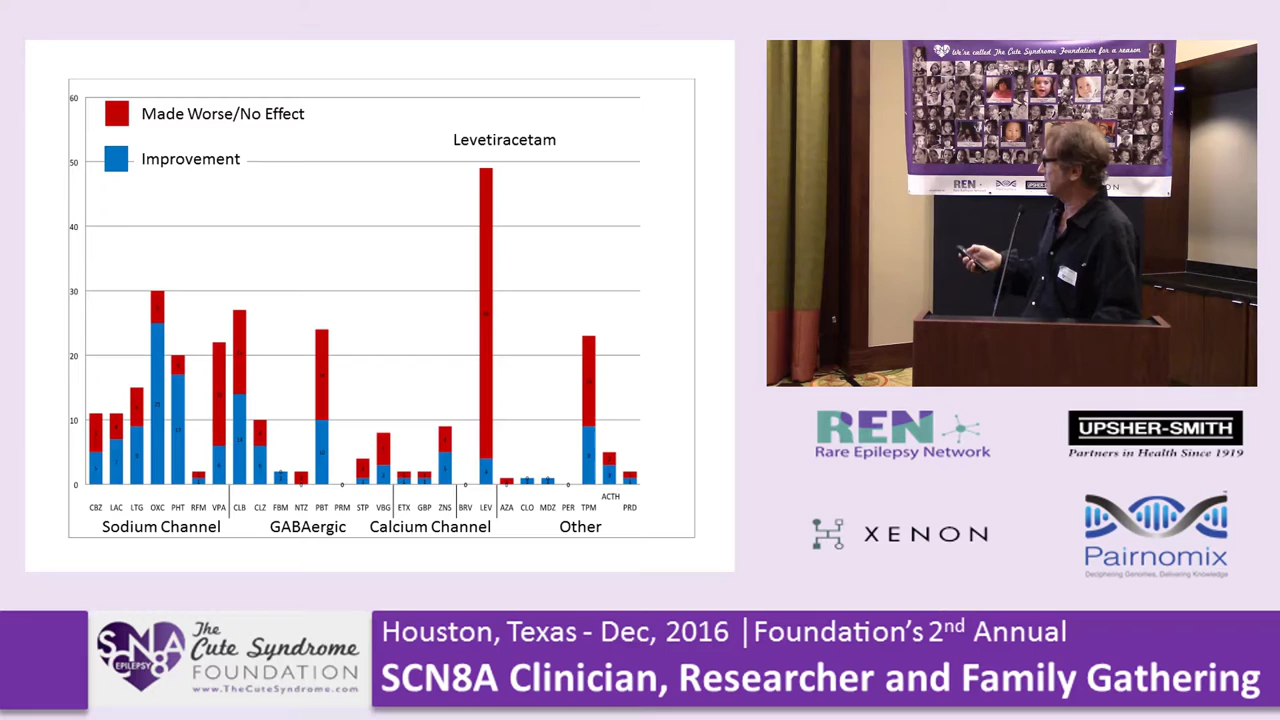 60
50
40
30
20
10
0
Made Worse/No Effect
Improvement
Levetiracetam
CBZ LAC LTG OXC PHT RFM VPA CLB CLZ FBM NTZ PBT PRM STP VBG ETX GBP ZNS BRV LEV AZA CLO MDZ PER TPM ACTH PRD
Sodium Channel GABAergic Calcium Channel Other
We're called The Cute Syndrome Foundation for a reason
REN
REN
Rare Epilepsy Network
UPSHER-SMITH
Partners in Health Since 1919
XENON
Pairnomix
Deciphering Genomes, Delivering Knowledge
SCN8A
EPILEPSY
The
Cute Syndrome
FOUNDATION
www.TheCuteSyndrome.com
Houston, Texas - Dec, 2016 | Foundation's 2nd Annual
SCN8A Clinician, Researcher and Family Gathering